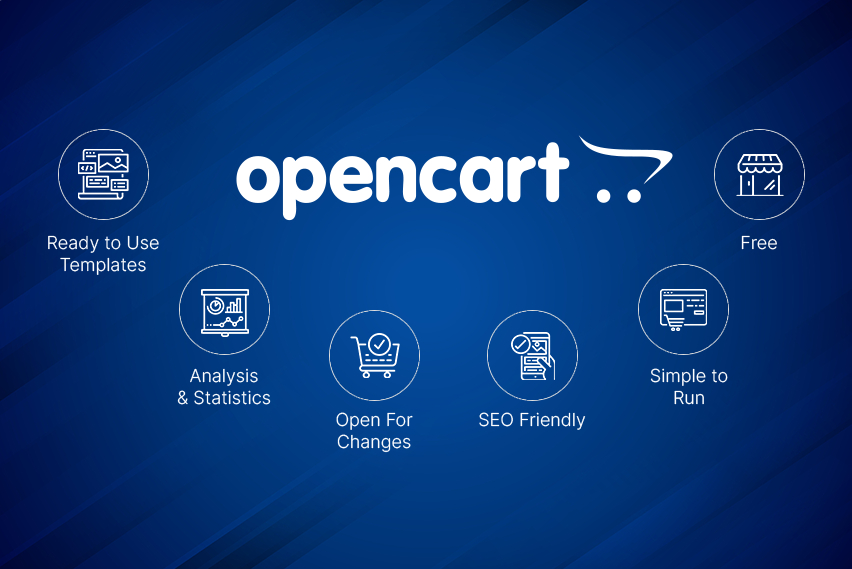 opencart
Ready to Use
Templates
Analysis
& Statistics
Open For
Changes
SEO Friendly
Simple to
Run
Free